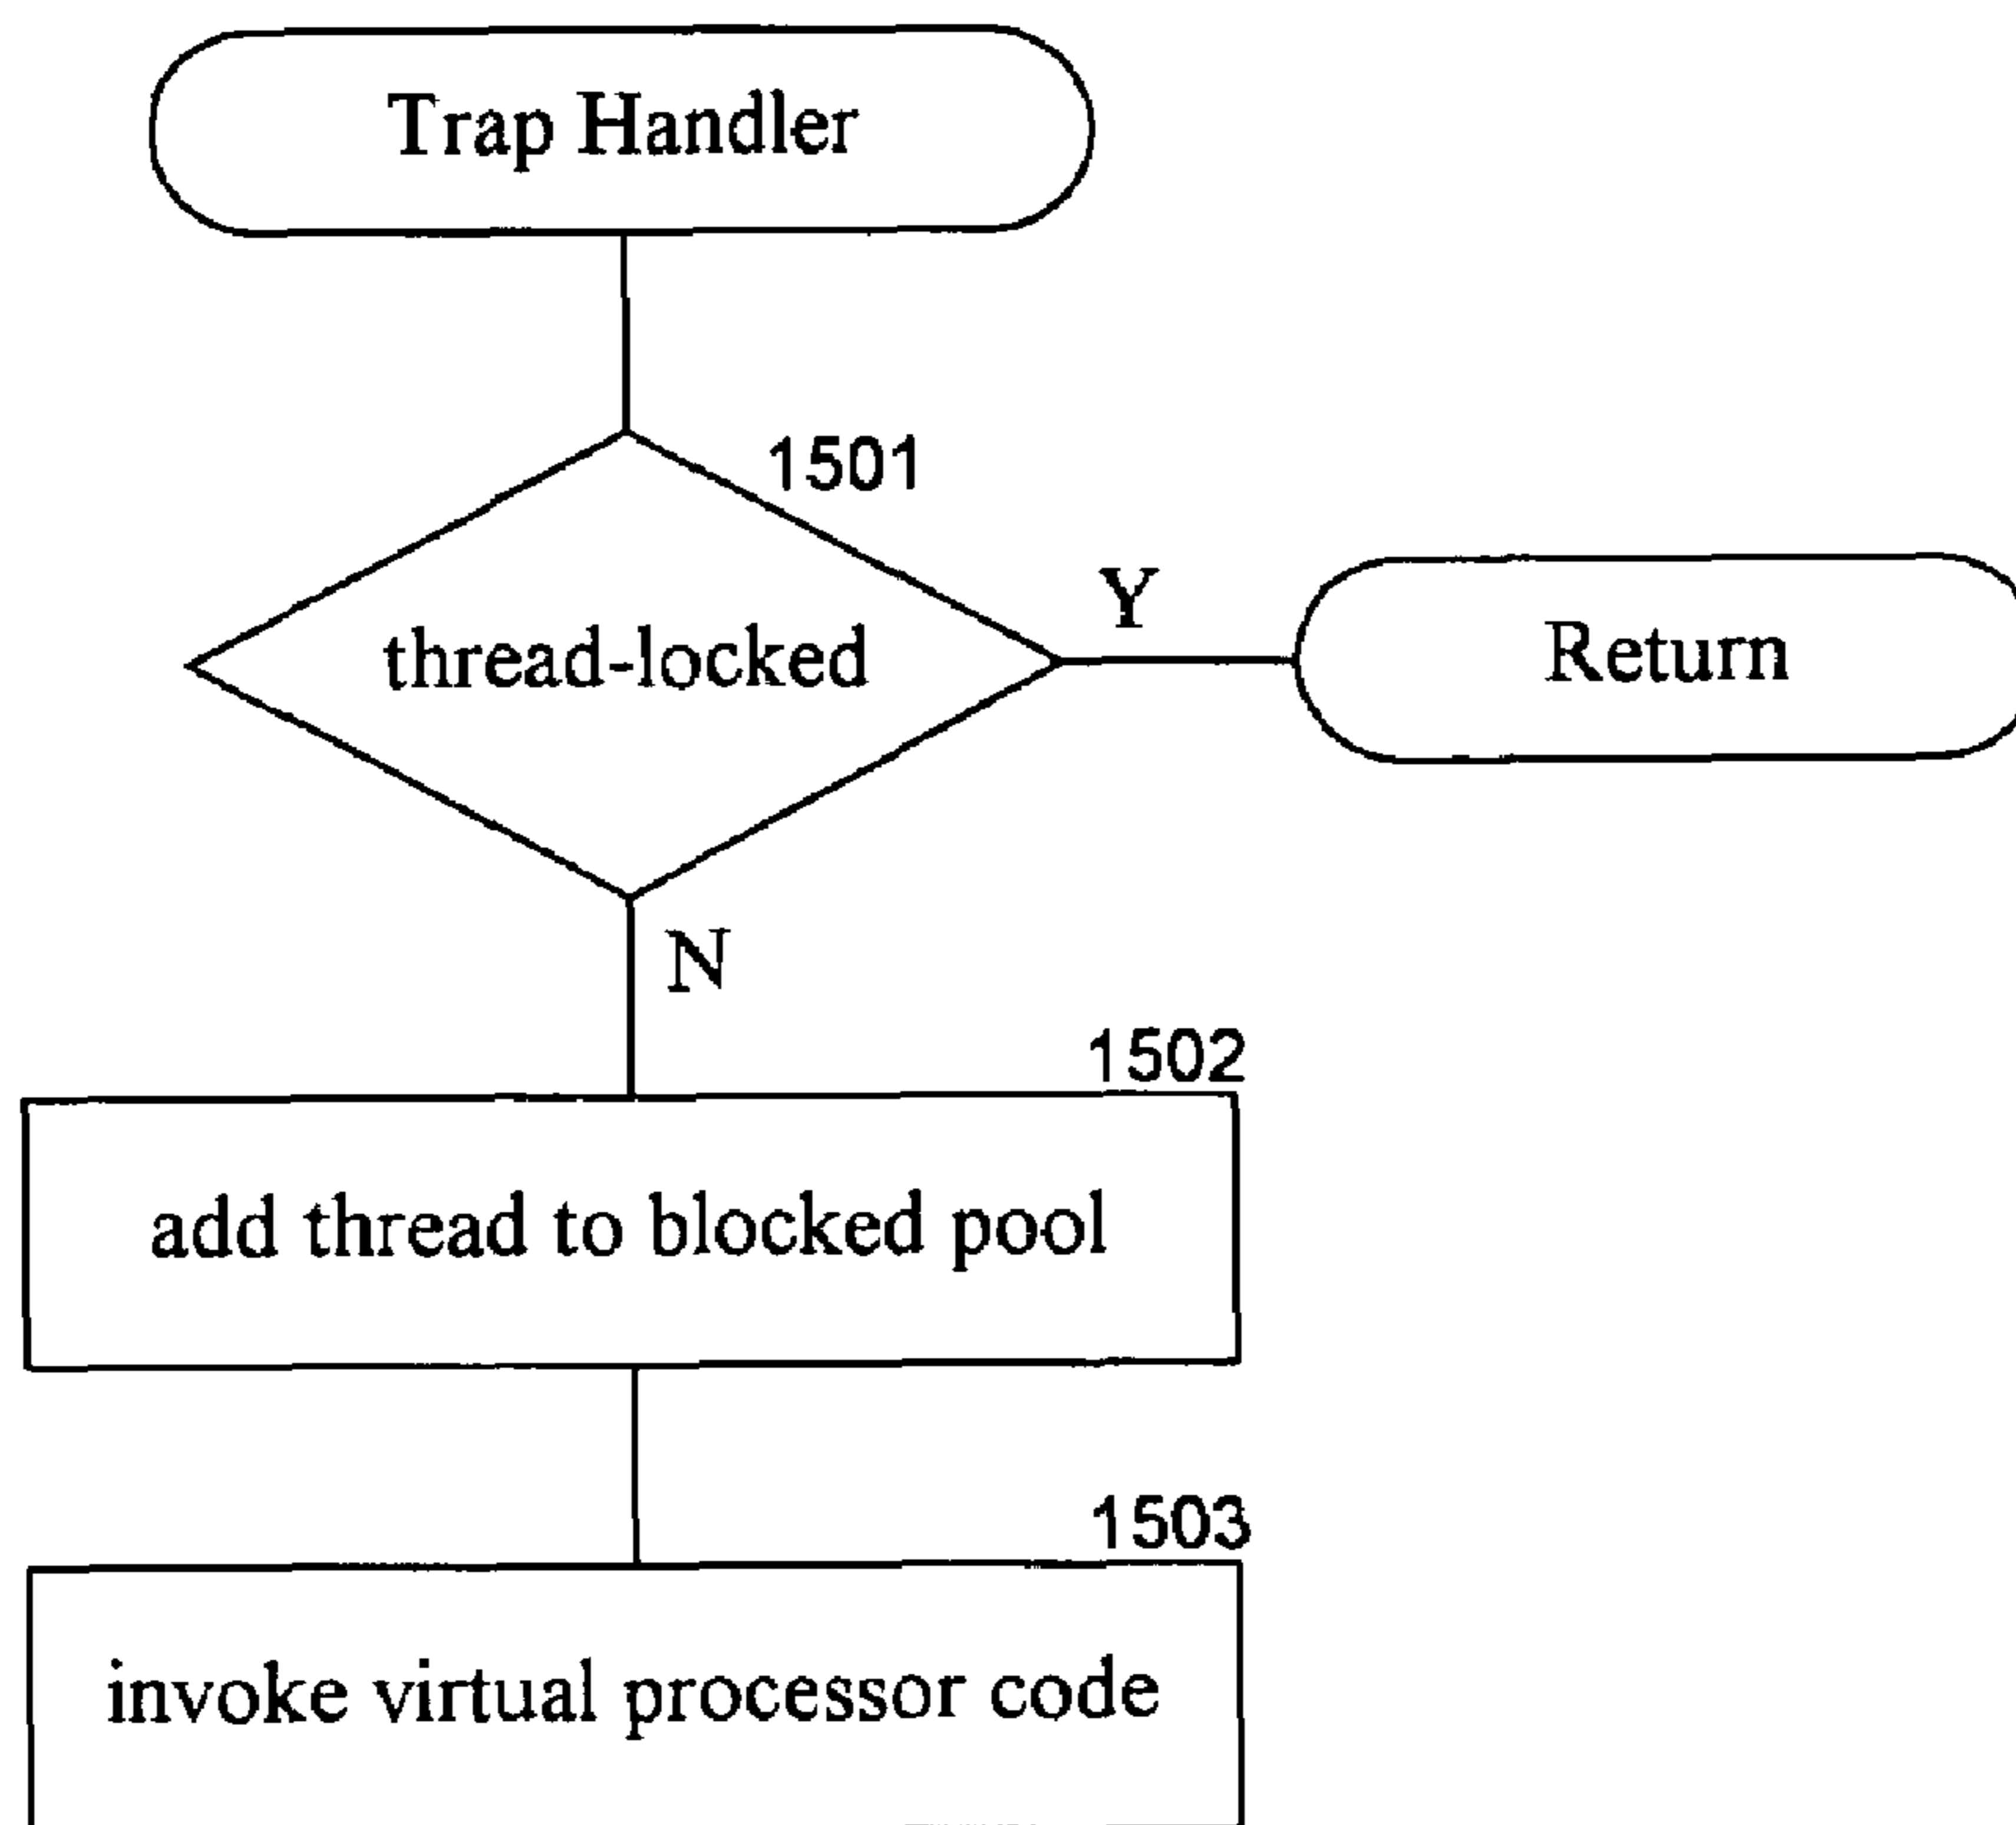 Trap Handler
1501
thread-locked
Y
Return
N
1502
add thread to blocked pool
1503
invoke virtual processor code